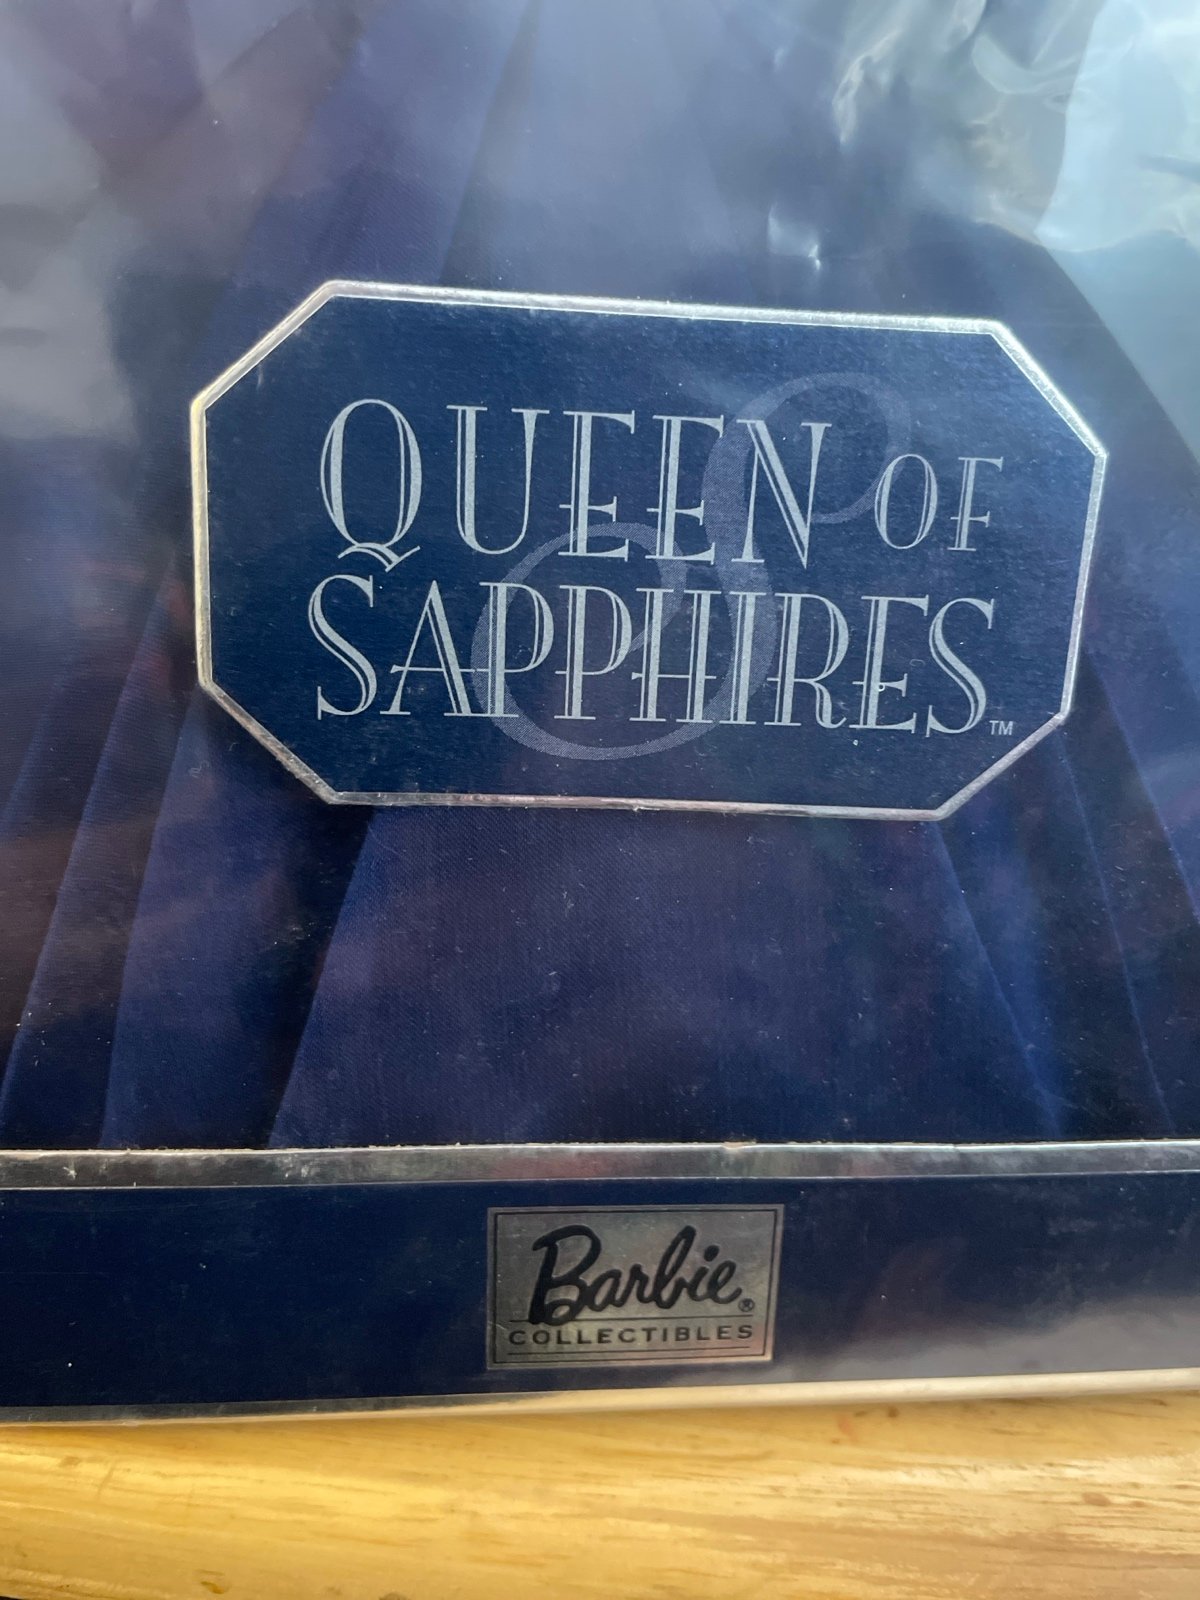 QUEEN OF
SAPPHIRES™
Barbie®
COLLECTIBLES